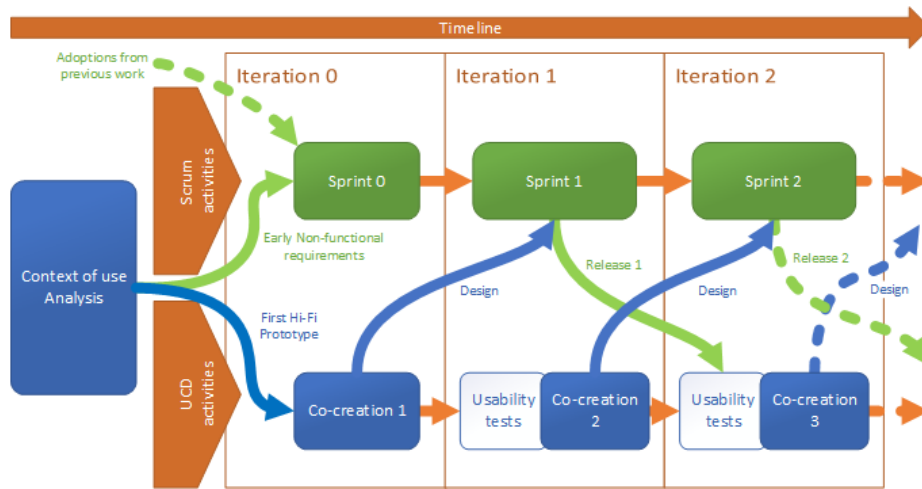 Timeline
Adoptions from
previous work
Iteration 0
Iteration 1
Iteration 2
Scrum
activities
Sprint 0
Sprint 1
Sprint 2
Early Non-functional
requirements
Release 1
Release 2
Context of use
Analysis
Design
Design
Design
First Hi-Fi
Prototype
UCD
activities
Co-creation 1
Usability
tests
Co-creation
2
Usability
tests
Co-creation
3